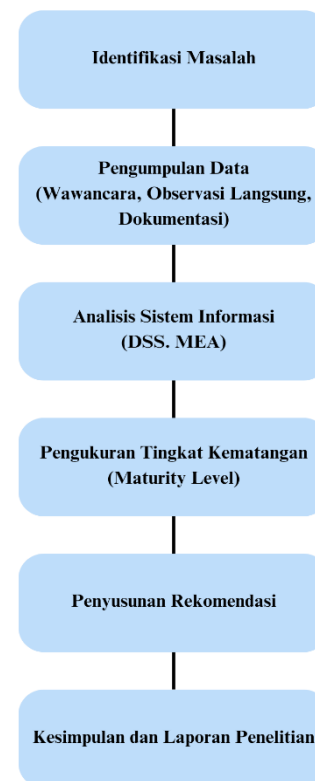 Identifikasi Masalah
Pengumpulan Data
(Wawancara, Observasi Langsung,
Dokumentasi)
Analisis Sistem Informasi
(DSS. MEA)
Pengukuran Tingkat Kematangan
(Maturity Level)
Penyusunan Rekomendasi
Kesimpulan dan Laporan Penelitian